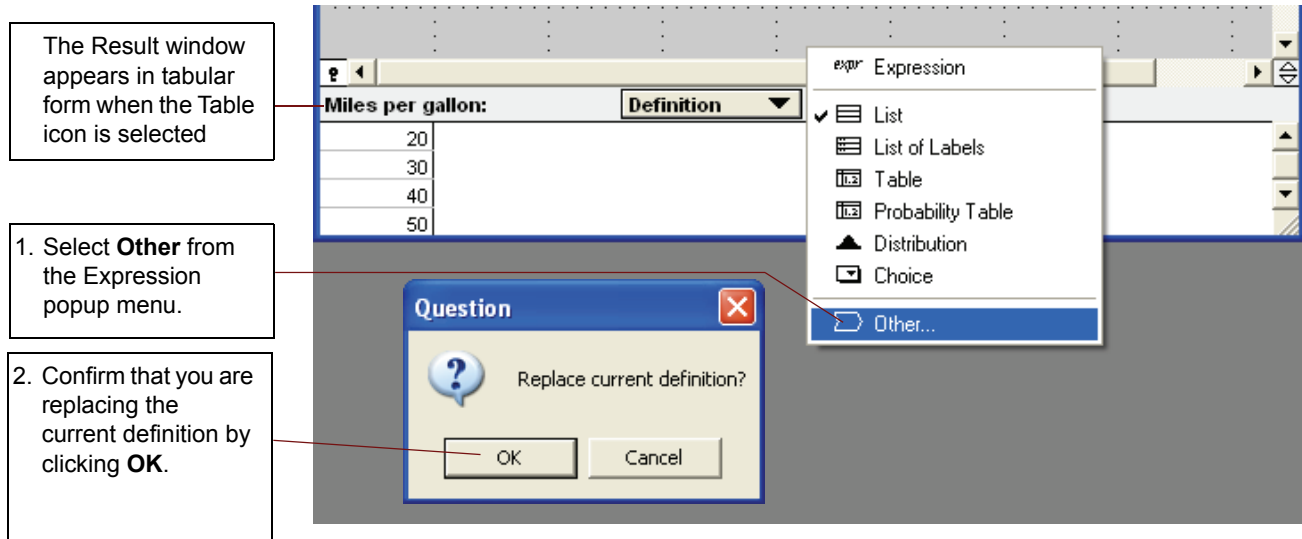 The Result window
appears in tabular
form when the Table
icon is selected
Miles per gallon:
Definition
20
30
40
50
expr Expression
List
List of Labels
Table
Probability Table
Distribution
Choice
Other...
1. Select Other from
the Expression
popup menu.
Question
Replace current definition?
OK
Cancel
2. Confirm that you are
replacing the
current definition by
clicking OK.